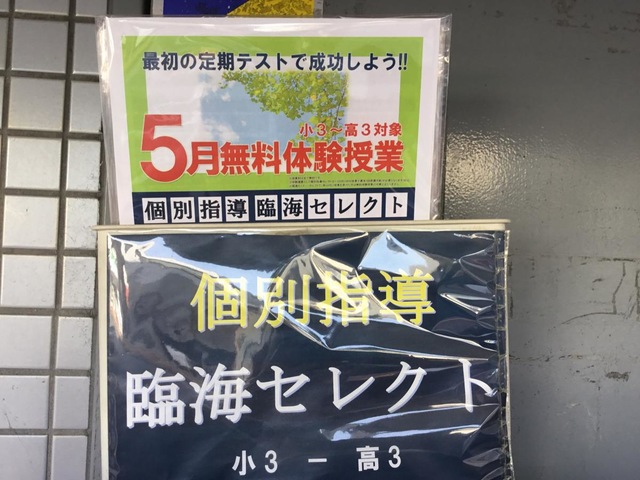 最初の定期テストで成功しよう!!
小3～高3対象
5月無料体験授業
個別指導臨海セレクト
個別指導
臨海セレクト
小3 ー 高3